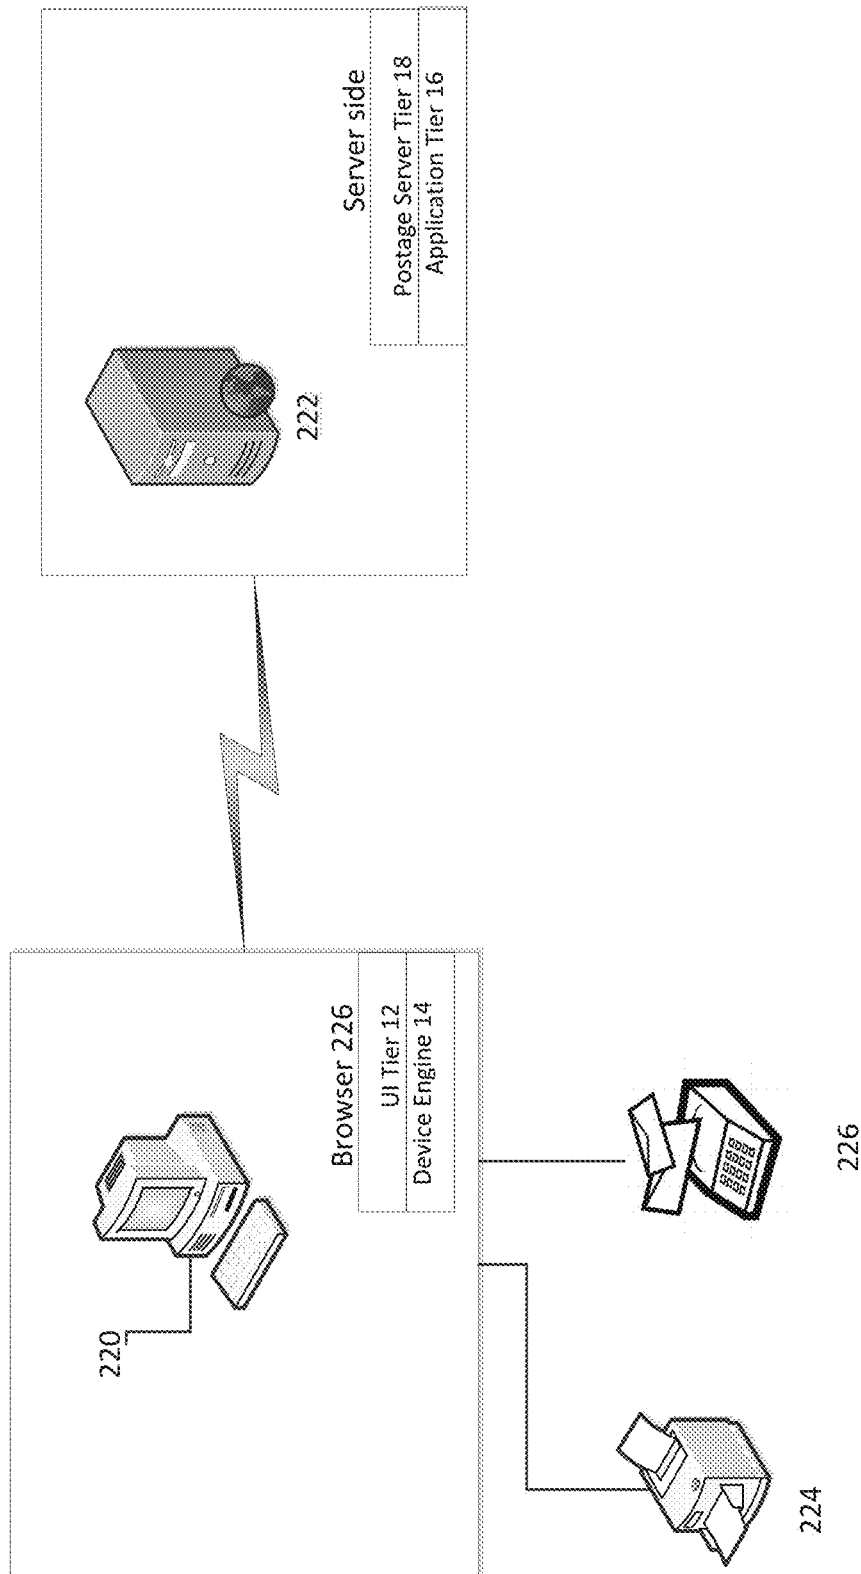 220
Browser 226
UI Tier 12
Device Engine 14
224
226
222
Server side
Postage Server Tier 18
Application Tier 16